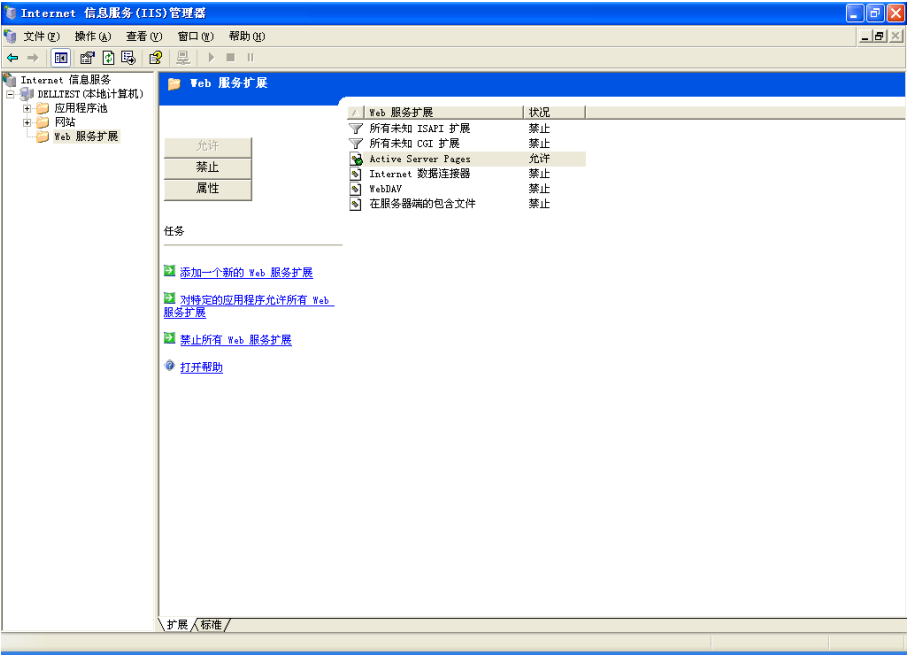 Internet 信息服务(IIS)管理器
文件(F) 操作(A) 查看(V) 窗口(W) 帮助(H)
Internet 信息服务
DELLTEST(本地计算机)
应用程序池
网站
Web 服务扩展
Web 服务扩展
允许
禁止
属性
任务
添加一个新的 Web 服务扩展
对特定的应用程序允许所有 Web
服务扩展
禁止所有 Web 服务扩展
打开帮助
Web 服务扩展 状况
所有未知 ISAPI 扩展 禁止
所有未知 CGI 扩展 禁止
Active Server Pages 允许
Internet 数据连接器 禁止
WebDAV 禁止
在服务器端的包含文件 禁止
扩展 标准